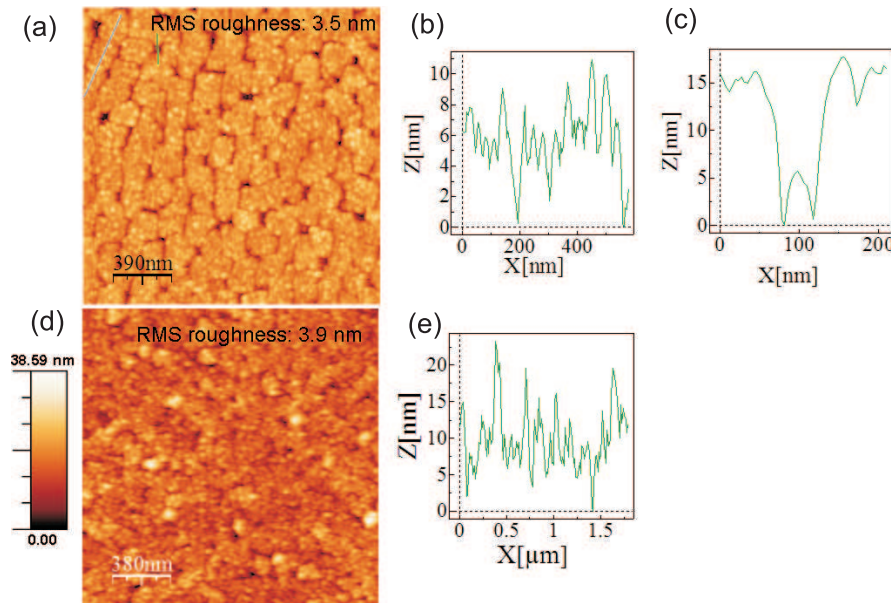 (a)
RMS roughness: 3.5 nm
390nm
(b)
Z[nm]
10
8
6
4
2
0
0
200
400
X[nm]
(c)
Z[nm]
15
10
5
0
0
100
200
X[nm]
(d)
RMS roughness: 3.9 nm
38.59 nm
0.00
380nm
(e)
Z[nm]
20
15
10
5
0
0
0.5
1
1.5
X[µm]